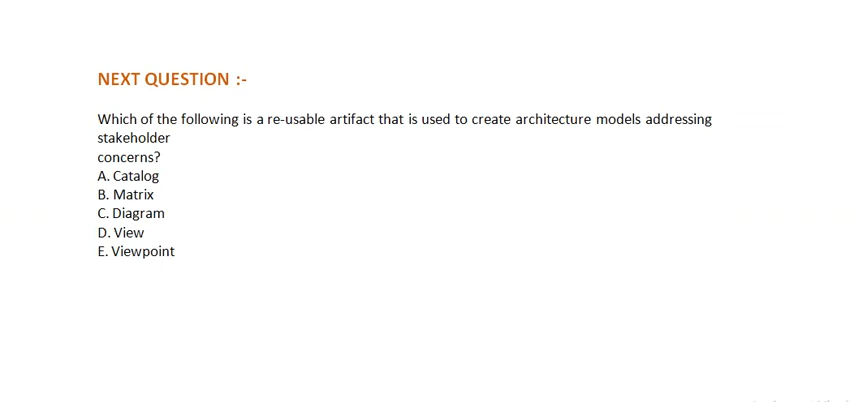 NEXT QUESTION :-
Which of the following is a re-usable artifact that is used to create architecture models addressing
stakeholder
concerns?
A. Catalog
B. Matrix
C. Diagram
D. View
E. Viewpoint